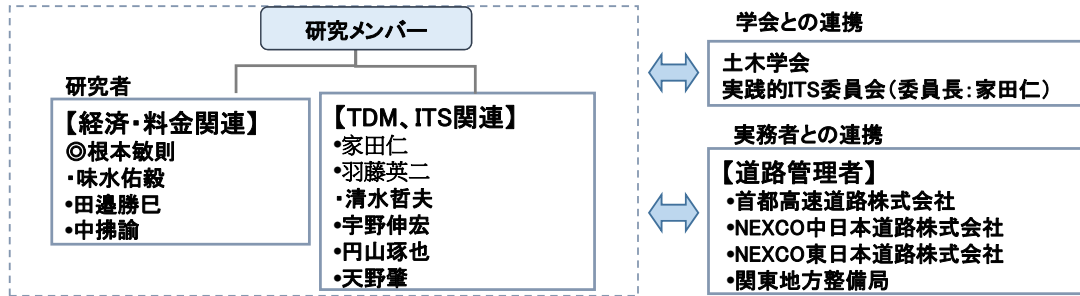 研究メンバー
研究者
【経済・料金関連】
◎根本敏則
・味水佑毅
•田邉勝巳
•中拂諭
【TDM、ITS関連】
•家田仁
•羽藤英二
・清水哲夫
•宇野伸宏
•円山琢也
•天野肇
学会との連携
土木学会
実践的ITS委員会（委員長：家田仁）
実務者との連携
【道路管理者】
•首都高速道路株式会社
•NEXCO中日本道路株式会社
•NEXCO東日本道路株式会社
•関東地方整備局